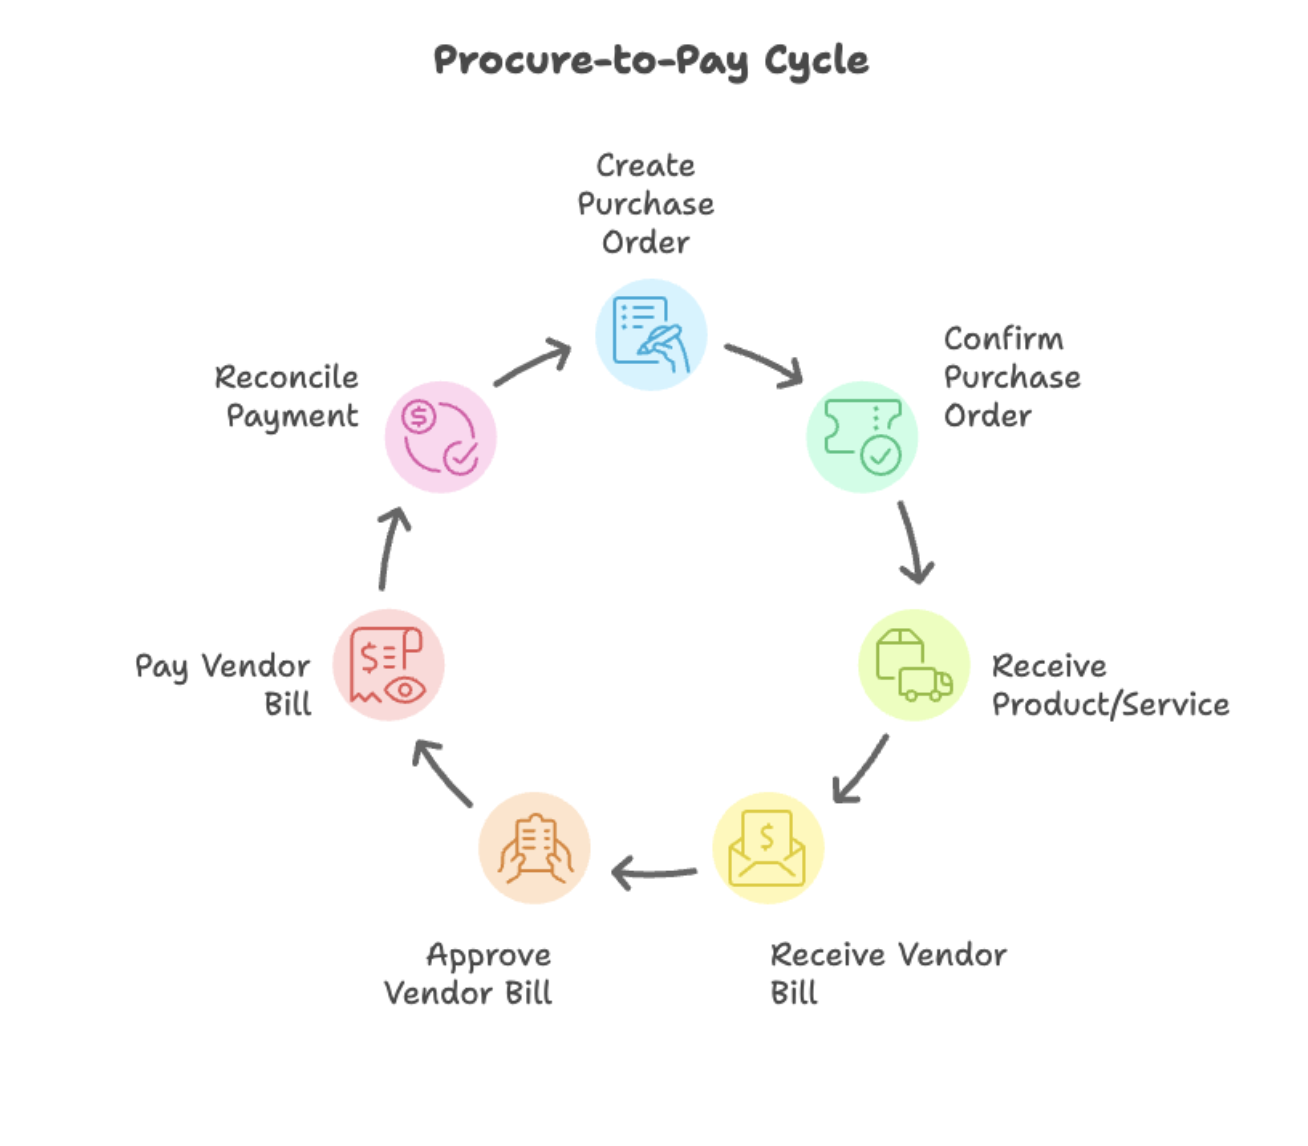 Procure-to-Pay Cycle
Create
Purchase
Order
Confirm
Purchase
Order
Receive
Product/Service
Receive Vendor
Bill
Approve
Vendor Bill
Pay Vendor
Bill
Reconcile
Payment
$
$
$